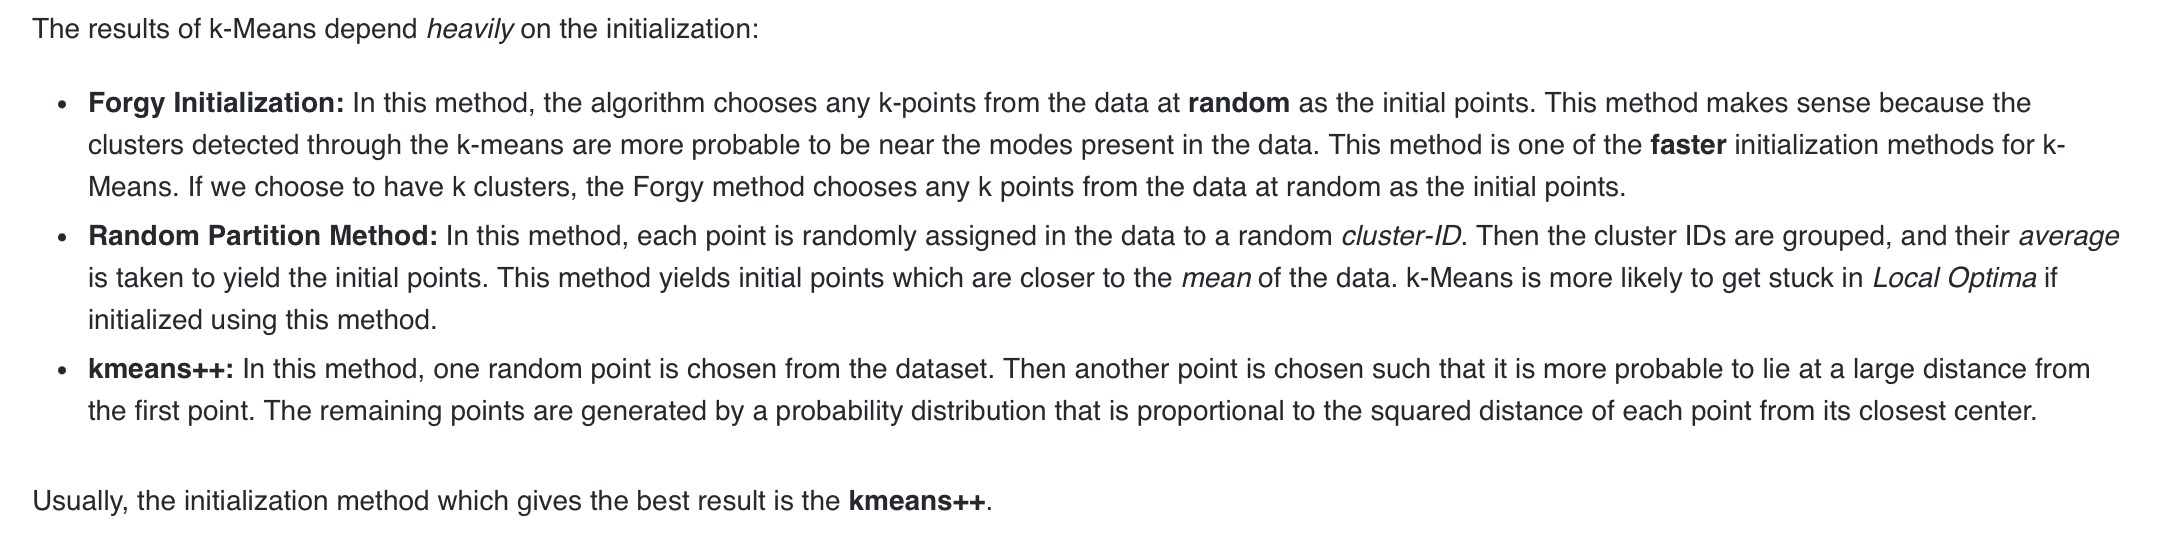 The results of k-Means depend heavily on the initialization:
• Forgy Initialization: In this method, the algorithm chooses any k-points from the data at random as the initial points. This method makes sense because the
clusters detected through the k-means are more probable to be near the modes present in the data. This method is one of the faster initialization methods for k-
Means. If we choose to have k clusters, the Forgy method chooses any k points from the data at random as the initial points.
• Random Partition Method: In this method, each point is randomly assigned in the data to a random cluster-ID. Then the cluster IDs are grouped, and their average
is taken to yield the initial points. This method yields initial points which are closer to the mean of the data. k-Means is more likely to get stuck in Local Optima if
initialized using this method.
• kmeans++: In this method, one random point is chosen from the dataset. Then another point is chosen such that it is more probable to lie at a large distance from
the first point. The remaining points are generated by a probability distribution that is proportional to the squared distance of each point from its closest center.
Usually, the initialization method which gives the best result is the kmeans++.